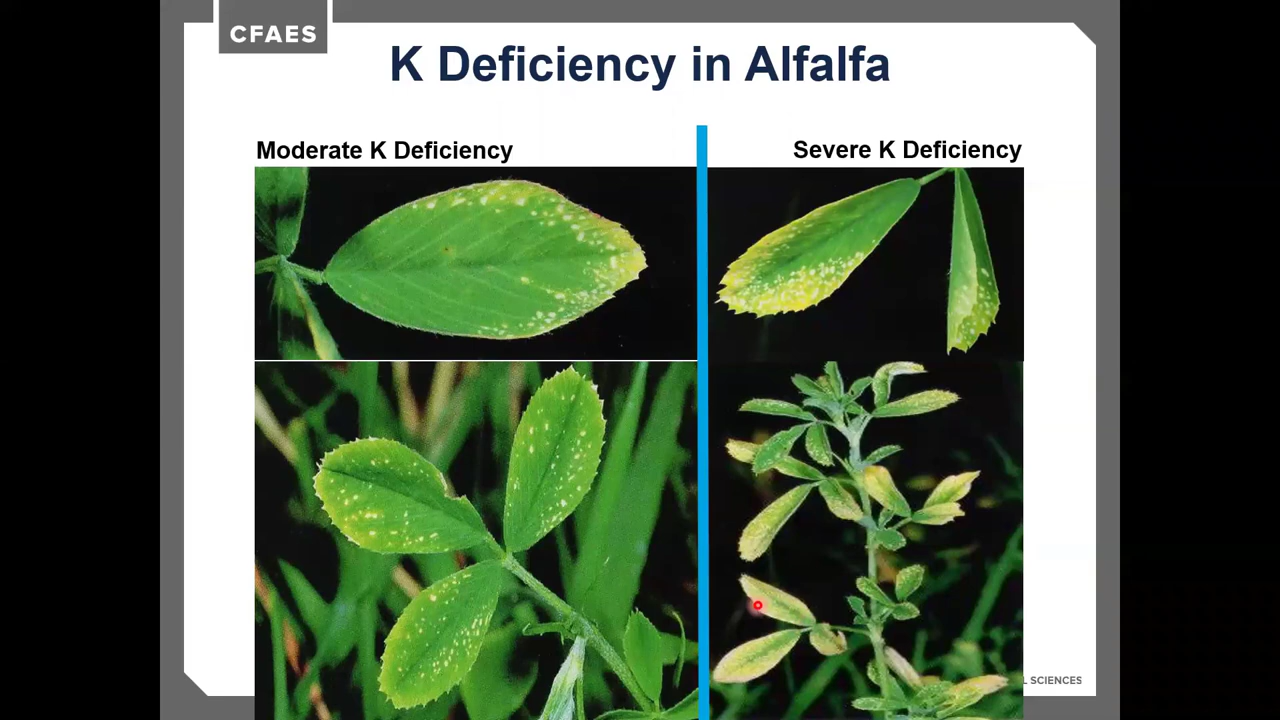 CFAES
K Deficiency in Alfalfa
Moderate K Deficiency
Severe K Deficiency
SCIENCES